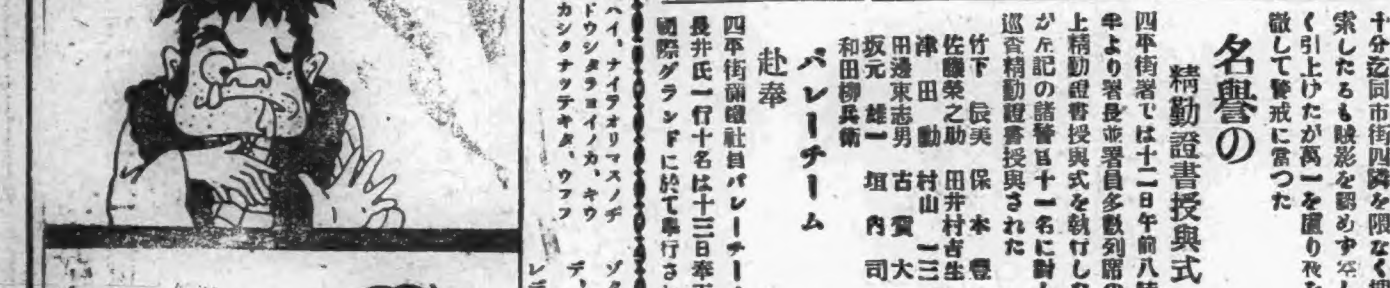 十分迄同市街四隣を隈なく捜
索したるも賊影を認めず空し
く引上げたが萬一を慮り夜を
徹して警戒に當つた
名譽の
精勤證書授與式
四平街署では十二日午前八時
半より署長並署員多數列席の
上精勤證書授與式を執行した
が左記の諸警官十一名に對し
巡査精勤證書授與された
竹下 辰美 保本 豊
佐藤榮之助 田井村吉生
津田 勳 村山 一三
田邊東志男 古賀 大
坂元 雄一 垣内 司
和田柳兵衛
バレーチーム
赴奉
四平街滿電社員バレーチー
長井氏一行十名は十三日奉天
國際グランドに於て擧行さ
ハイ、ナイテオリマスノヂ
ドウシタラヨイノカ、キウ
カシタナツテキタ、ウフフ